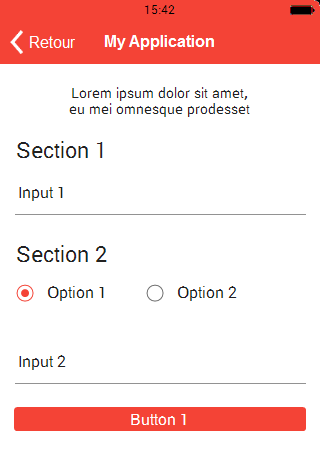 15:42
Retour
My Application
Lorem ipsum dolor sit amet,
eu mei omnesque prodesset
Section 1
Input 1
Section 2
Option 1
Option 2
Input 2
Button 1